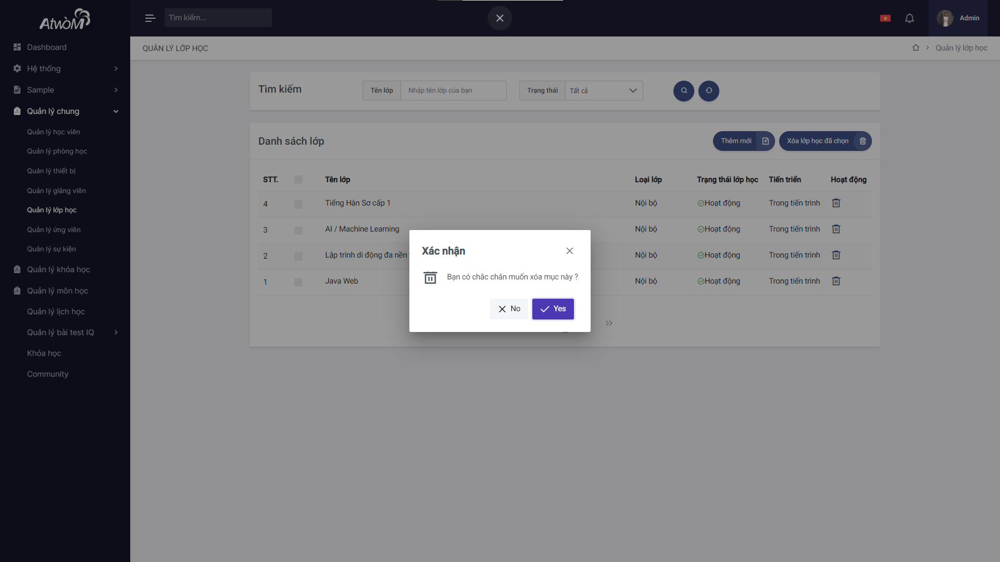 AtwoM
Tìm kiếm...
Admin
Dashboard
Hệ thống
Sample
Quản lý chung
Quản lý học viên
Quản lý phòng học
Quản lý thiết bị
Quản lý giảng viên
Quản lý lớp học
Quản lý ứng viên
Quản lý sự kiện
Quản lý khóa học
Quản lý môn học
Quản lý lịch học
Quản lý bài test IQ
Khóa học
Community
QUẢN LÝ LỚP HỌC
Quản lý lớp học
Tìm kiếm
Tên lớp Nhập tên lớp của bạn
Trạng thái Tất cả
Danh sách lớp
Thêm mới
Xóa lớp học đã chọn
STT. Tên lớp Loại lớp Trạng thái lớp học Tiến triển Hoạt động
4 Tiếng Hàn Sơ cấp 1 Nội bộ Hoạt động Trong tiến trình
3 AI / Machine Learning Nội bộ Hoạt động Trong tiến trình
2 Lập trình di động đa nền Nội bộ Hoạt động Trong tiến trình
1 Java Web Nội bộ Hoạt động Trong tiến trình
Xác nhận
Bạn có chắc chắn muốn xóa mục này ?
No
Yes